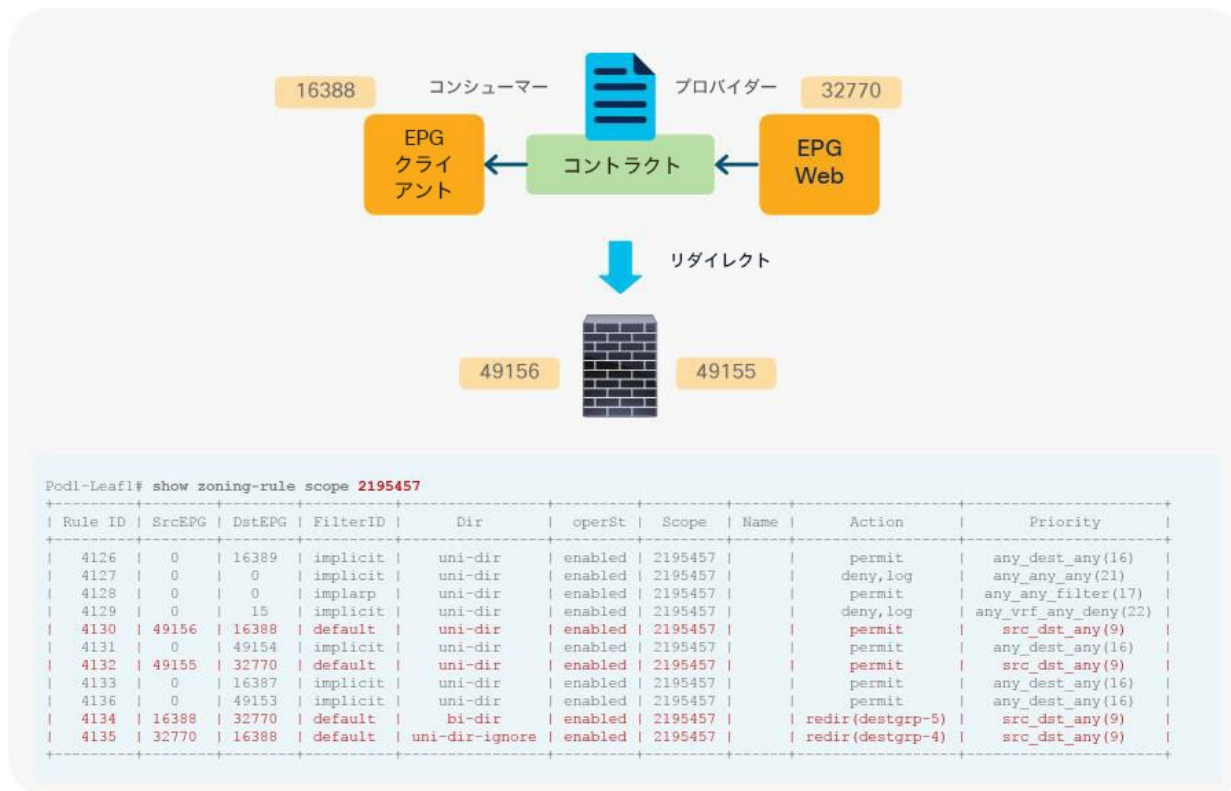 16388
コンシューマー
プロバイダー
32770
EPG
クライ
アント
コントラクト
EPG
Web
リダイレクト
49156
49155
Pod1-Leaf1# show zoning-rule scope 2195457
+---------+--------+--------+----------+----------------+---------+---------+------+------------------+----------------------+
| Rule ID | SrcEPG | DstEPG | FilterID | Dir | operSt | Scope | Name | Action | Priority |
+---------+--------+--------+----------+----------------+---------+---------+------+------------------+----------------------+
| 4126 | 0 | 16389 | implicit | uni-dir | enabled | 2195457 | | permit | any_dest_any(16) |
| 4127 | 0 | 0 | implicit | uni-dir | enabled | 2195457 | | deny,log | any_any_any(21) |
| 4128 | 0 | 0 | implarp | uni-dir | enabled | 2195457 | | permit | any_any_filter(17) |
| 4129 | 0 | 15 | implicit | uni-dir | enabled | 2195457 | | deny,log | any_vrf_any_deny(22) |
| 4130 | 49156 | 16388 | default | uni-dir | enabled | 2195457 | | permit | src_dst_any(9) |
| 4131 | 0 | 49154 | implicit | uni-dir | enabled | 2195457 | | permit | any_dest_any(16) |
| 4132 | 49155 | 32770 | default | uni-dir | enabled | 2195457 | | permit | src_dst_any(9) |
| 4133 | 0 | 16387 | implicit | uni-dir | enabled | 2195457 | | permit | any_dest_any(16) |
| 4136 | 0 | 49153 | implicit | uni-dir | enabled | 2195457 | | permit | any_dest_any(16) |
| 4134 | 16388 | 32770 | default | bi-dir | enabled | 2195457 | | redir(destgrp-5) | src_dst_any(9) |
| 4135 | 32770 | 16388 | default | uni-dir-ignore | enabled | 2195457 | | redir(destgrp-4) | src_dst_any(9) |
+---------+--------+--------+----------+----------------+---------+---------+------+------------------+----------------------+